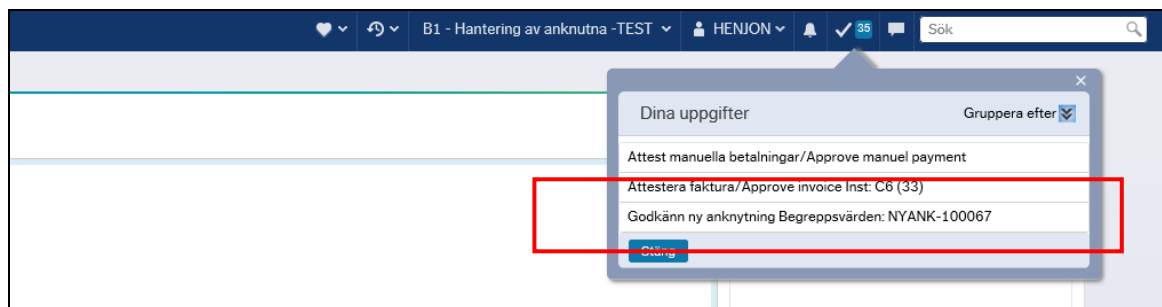 B1 - Hantering av anknutna -TEST HENJON 35 Sök
Dina uppgifter Gruppera efter
Attest manuella betalningar/Approve manuel payment
Attestera faktura/Approve invoice Inst: C6 (33)
Godkänn ny anknytning Begreppsvärden: NYANK-100067
Stäng